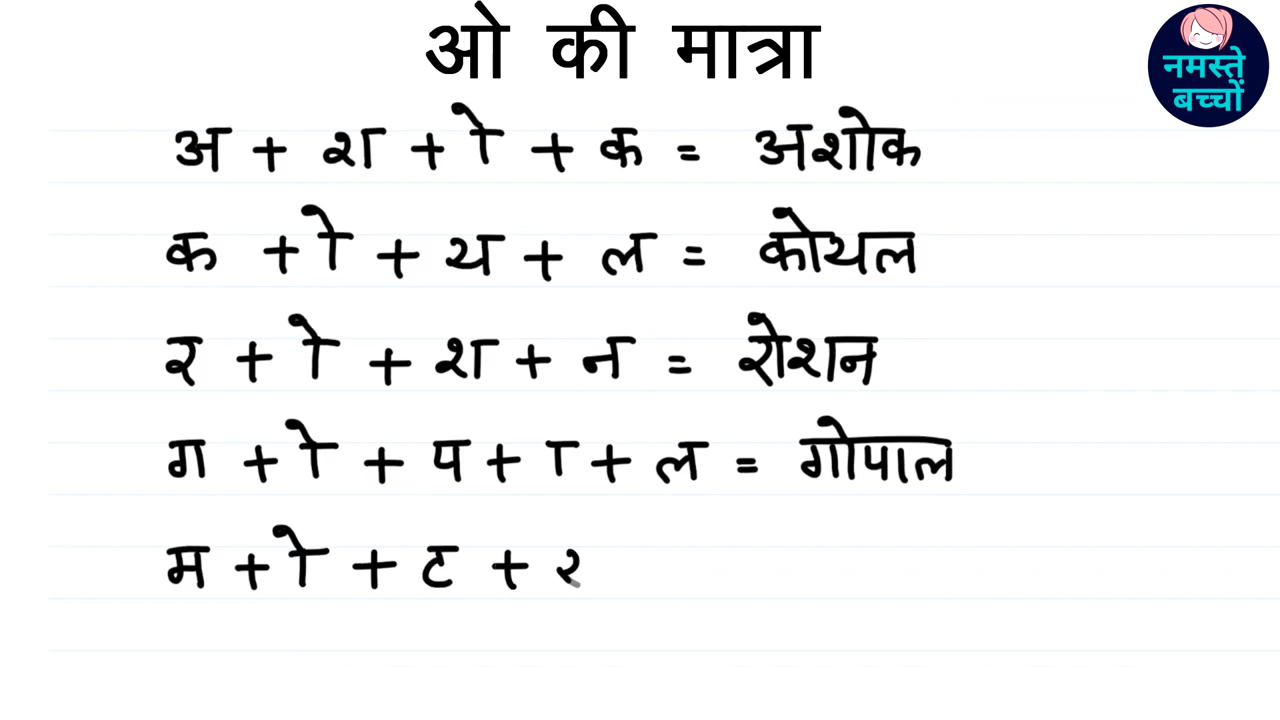 ओ की मात्रा
नमस्ते
बच्चों
अ + श + ो + क = अशोक
क + ो + य + ल = कोयल
र + ो + श + न = रोशन
ग + ो + प + ा + ल = गोपाल
म + ो + ट + र